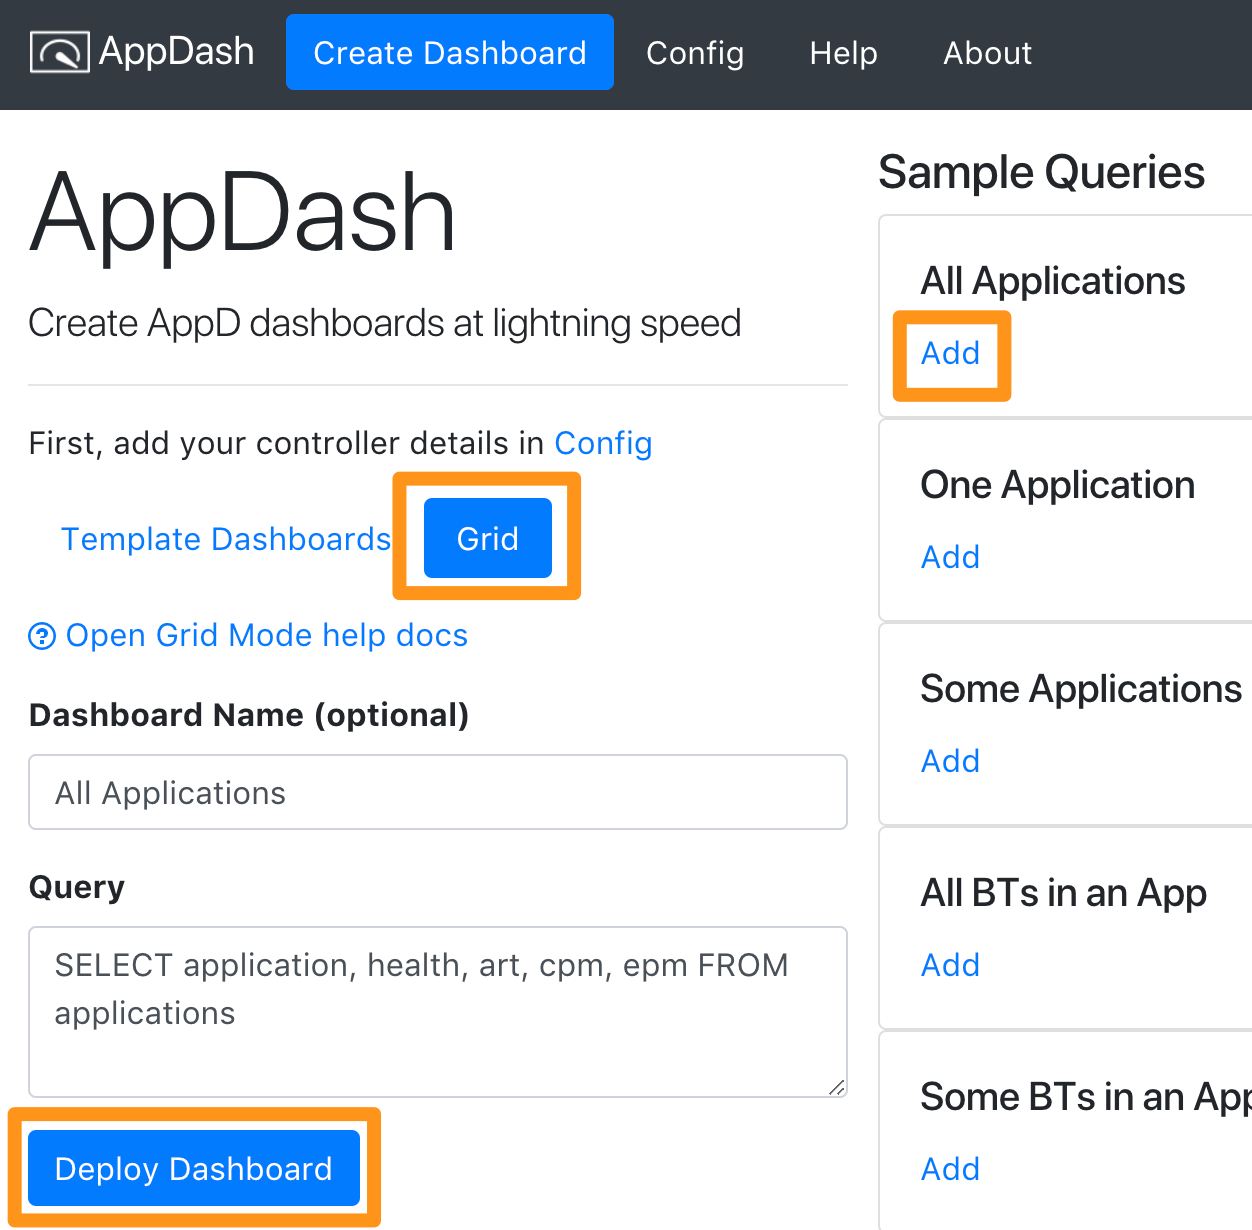 AppDash
Create Dashboard
Config
Help
About
AppDash
Create AppD dashboards at lightning speed
First, add your controller details in Config
Template Dashboards
Grid
Open Grid Mode help docs
Dashboard Name (optional)
All Applications
Query
SELECT application, health, art, cpm, epm FROM
applications
Deploy Dashboard
Sample Queries
All Applications
Add
One Application
Add
Some Applications
Add
All BTs in an App
Add
Some BTs in an App
Add